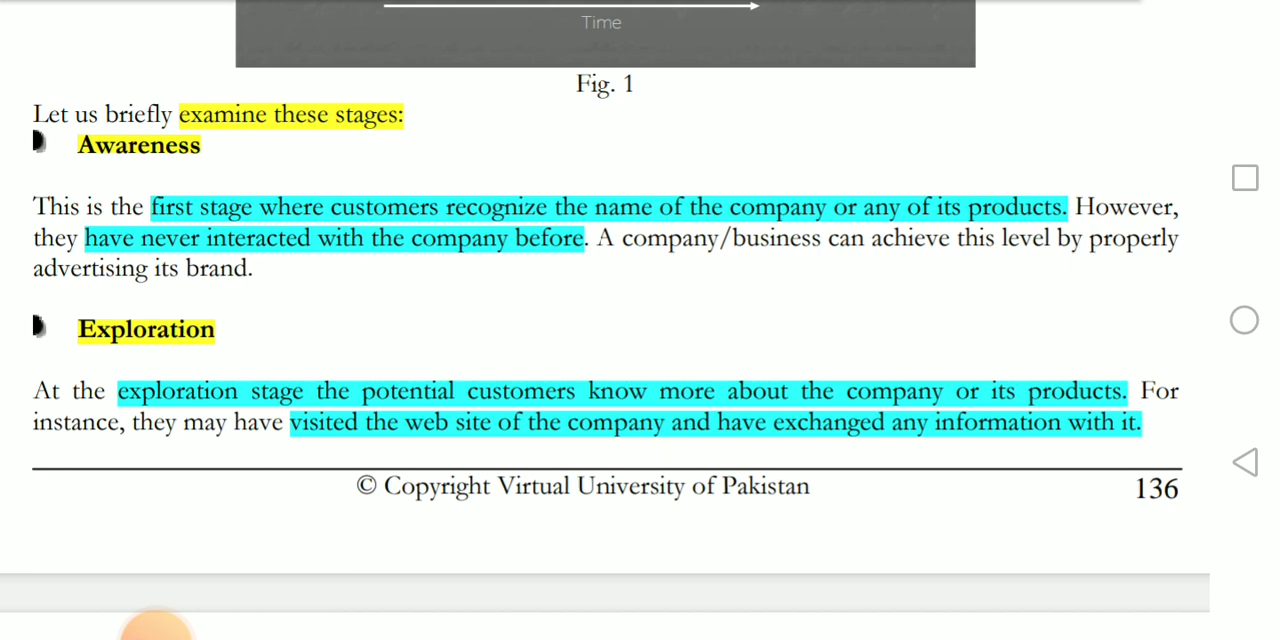 Time
Fig. 1
Let us briefly examine these stages:
Awareness
This is the first stage where customers recognize the name of the company or any of its products. However,
they have never interacted with the company before. A company/business can achieve this level by properly
advertising its brand.
Exploration
At the exploration stage the potential customers know more about the company or its products. For
instance, they may have visited the web site of the company and have exchanged any information with it.
© Copyright Virtual University of Pakistan 136